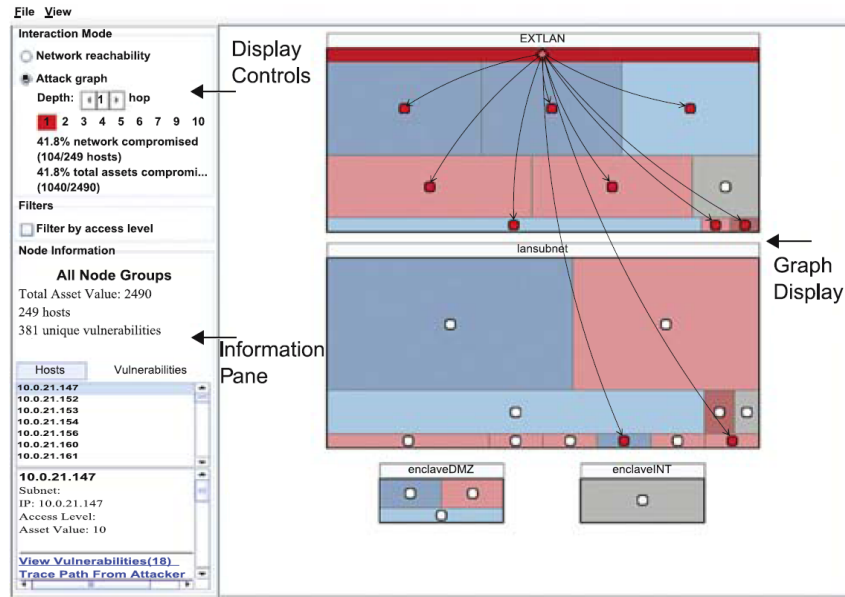 File View
Interaction Mode
Network reachability
Attack graph
Depth: 1 hop
1 2 3 4 5 6 7 9 10
41.8% network compromised
(104/249 hosts)
41.8% total assets compromi...
(1040/2490)
Filters
Filter by access level
Node Information
All Node Groups
Total Asset Value: 2490
249 hosts
381 unique vulnerabilities
Hosts Vulnerabilities
10.0.21.147
10.0.21.152
10.0.21.153
10.0.21.154
10.0.21.156
10.0.21.160
10.0.21.161
10.0.21.147
Subnet:
IP: 10.0.21.147
Access Level:
Asset Value: 10
View Vulnerabilities(18)
Trace Path From Attacker
Display
Controls
Information
Pane
EXTLAN
lansubnet
enclaveDMZ
enclaveINT
Graph
Display